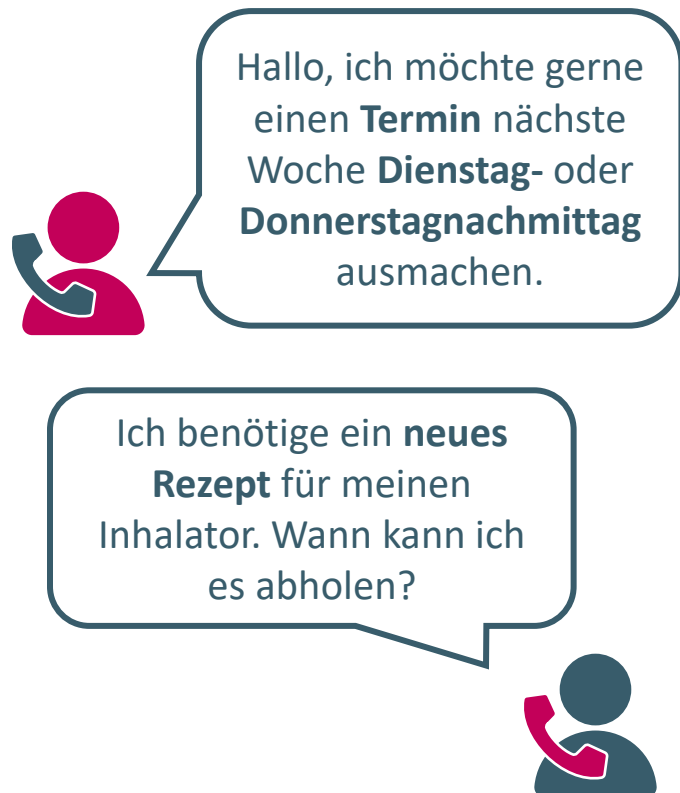 Hallo, ich möchte gerne
einen Termin nächste
Woche Dienstag- oder
Donnerstagnachmittag
ausmachen.
Ich benötige ein neues
Rezept für meinen
Inhalator. Wann kann ich
es abholen?